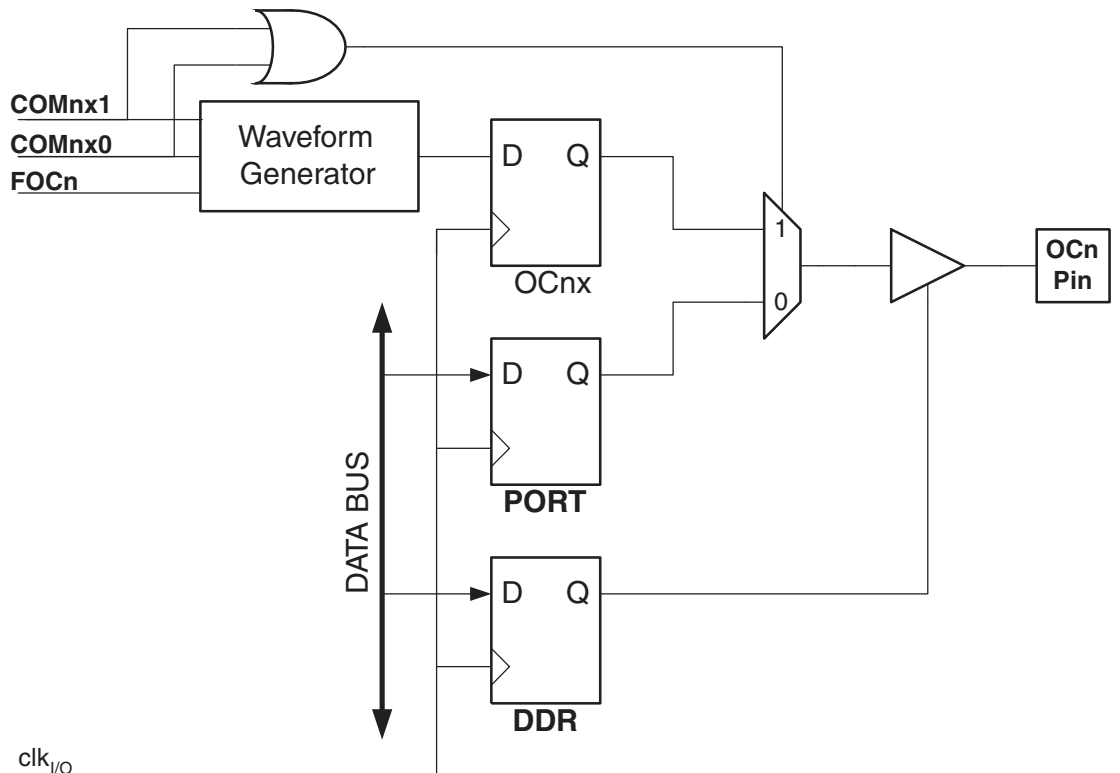 COMnx1
COMnx0
FOCn
Waveform
Generator
D Q
OCnx
1
0
OCn
Pin
D Q
PORT
DATA BUS
D Q
DDR
clkI/O